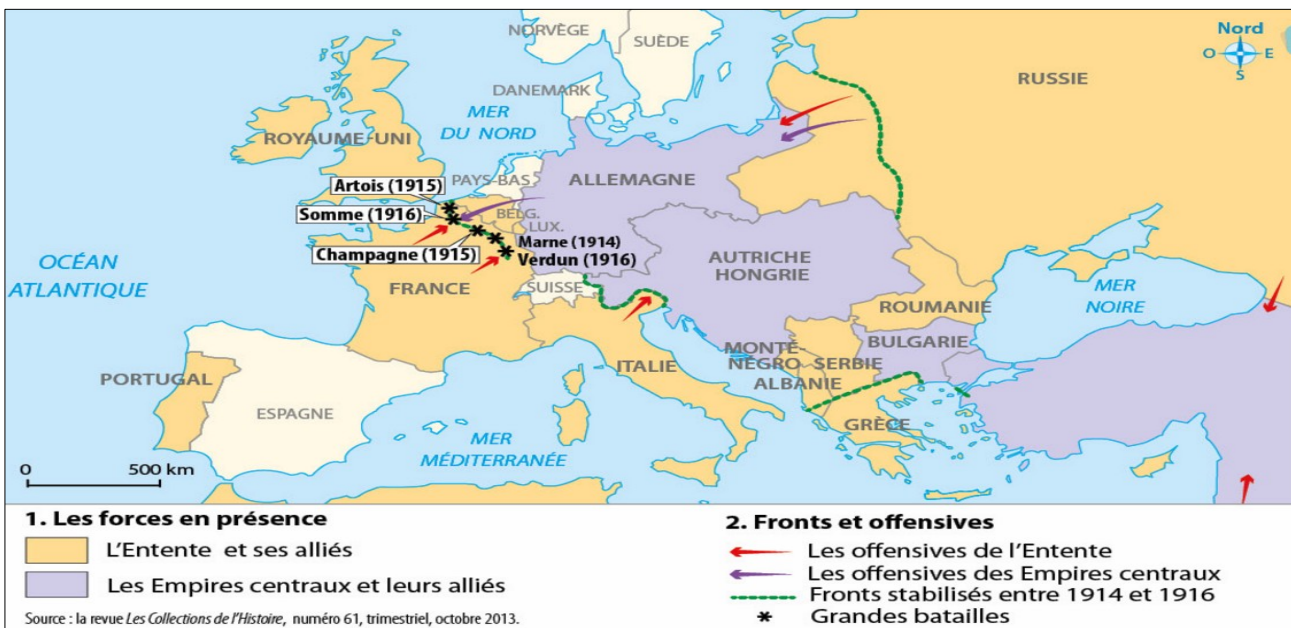 NORVÈGE
SUÈDE
Nord
O
E
S
RUSSIE
DANEMARK
MER
DU NORD
ROYAUME-UNI
PAYS-BAS
ALLEMAGNE
Artois (1915)
Somme (1916)
BELG.
LUX.
Champagne (1915)
Marne (1914)
Verdun (1916)
OCÉAN
ATLANTIQUE
FRANCE
SUISSE
AUTRICHE
HONGRIE
MER
NOIRE
ROUMANIE
BULGARIE
MONTÉ-
NÉGRO
SERBIE
ALBANIE
ITALIE
PORTUGAL
ESPAGNE
GRÈCE
MER
MÉDITERRANÉE
0 500 km
1. Les forces en présence
L'Entente et ses alliés
Les Empires centraux et leurs alliés
Source : la revue Les Collections de l'Histoire, numéro 61, trimestriel, octobre 2013.
2. Fronts et offensives
Les offensives de l'Entente
Les offensives des Empires centraux
Fronts stabilisés entre 1914 et 1916
Grandes batailles